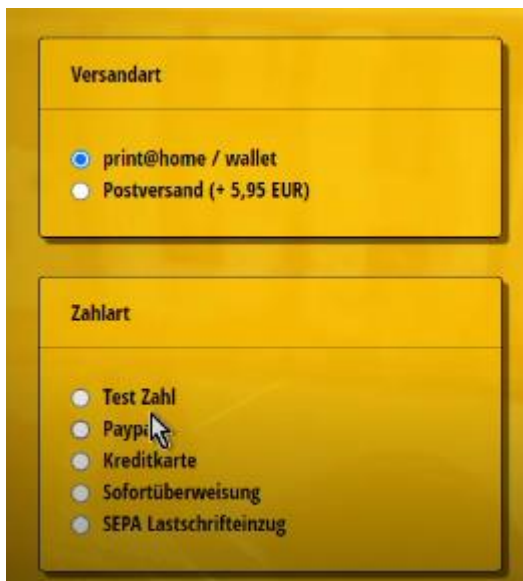 Versandart
print@home / wallet
Postversand (+ 5,95 EUR)
Zahlart
Test Zahl
Kreditkarte
Sofortüberweisung
SEPA Lastschrifteinzug